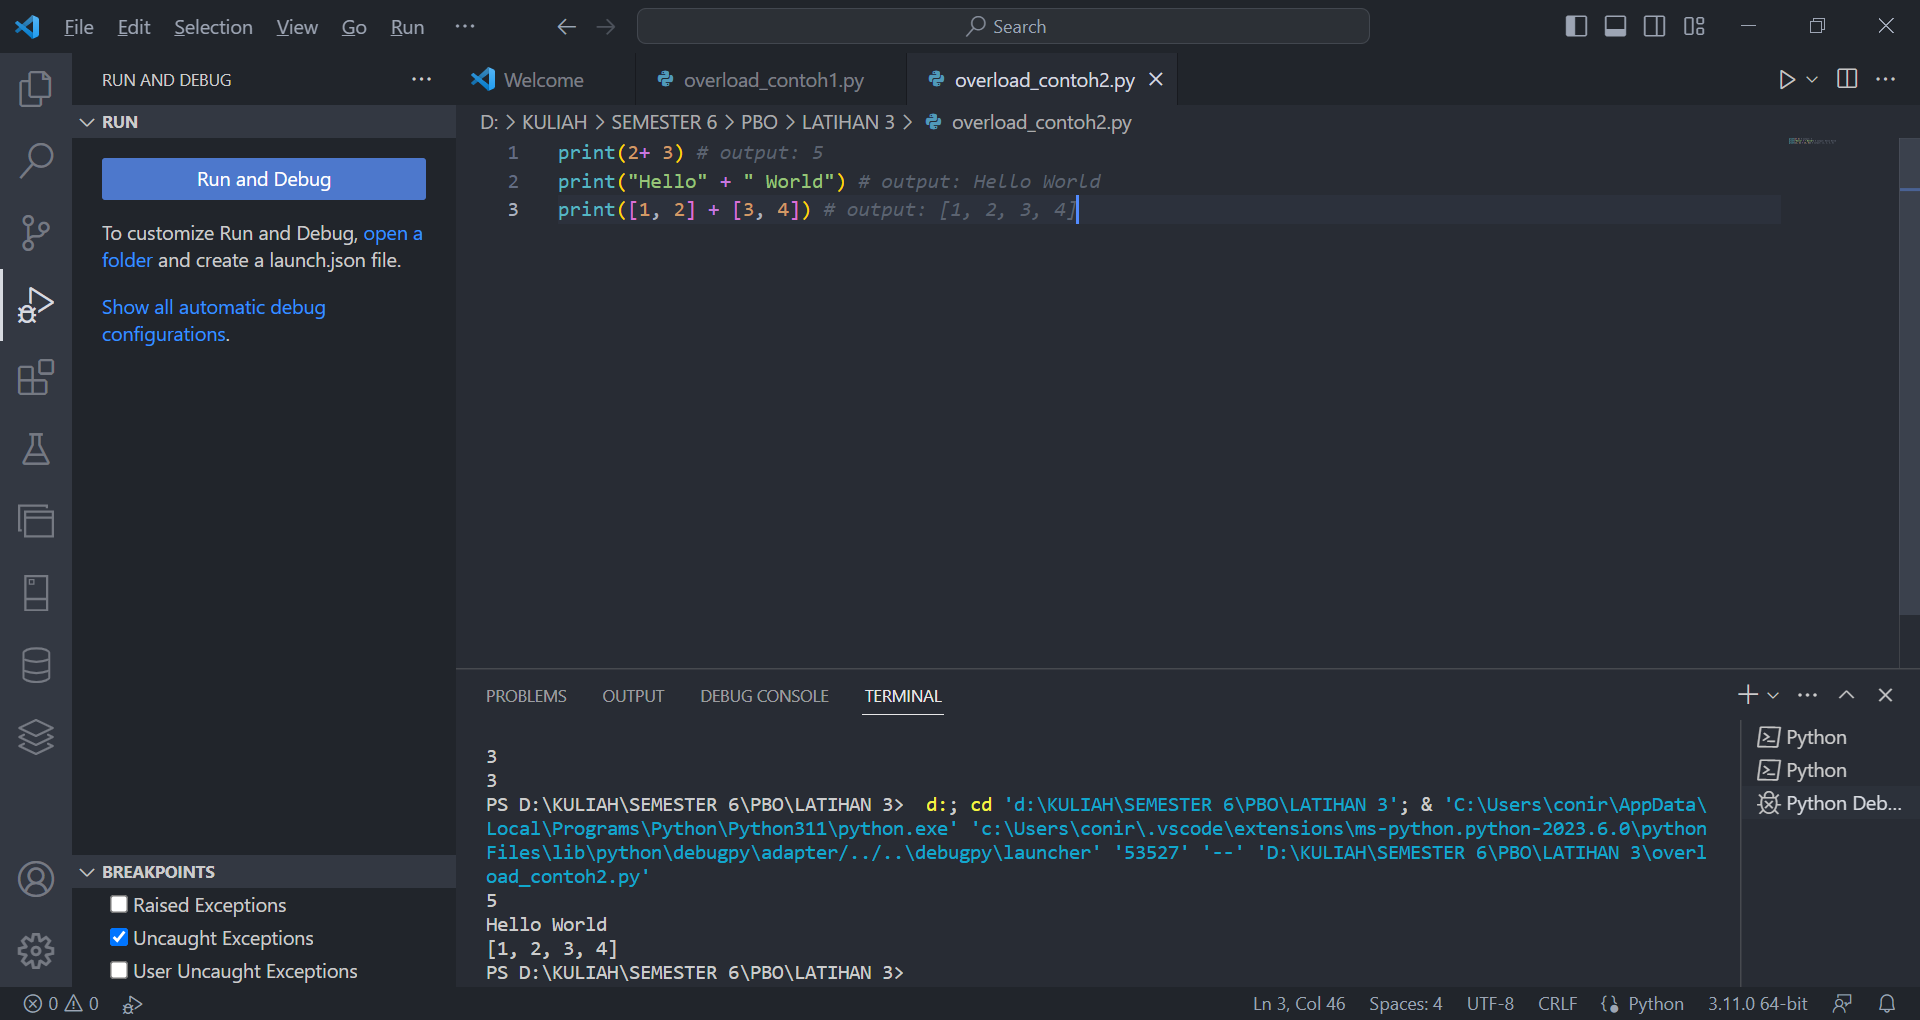 File Edit Selection View Go Run ··· Search
RUN AND DEBUG ···
RUN
Run and Debug
To customize Run and Debug, open a
folder and create a launch.json file.
Show all automatic debug
configurations.
BREAKPOINTS
Raised Exceptions
Uncaught Exceptions
User Uncaught Exceptions
Welcome overload_contoh1.py overload_contoh2.py
D: > KULIAH > SEMESTER 6 > PBO > LATIHAN 3 > overload_contoh2.py
1 print(2+ 3) # output: 5
2 print("Hello" + " World") # output: Hello World
3 print([1, 2] + [3, 4]) # output: [1, 2, 3, 4]
PROBLEMS OUTPUT DEBUG CONSOLE TERMINAL
3
3
PS D:\KULIAH\SEMESTER 6\PBO\LATIHAN 3>  d:; cd 'd:\KULIAH\SEMESTER 6\PBO\LATIHAN 3'; & 'C:\Users\conir\AppData\
Local\Programs\Python\Python311\python.exe' 'c:\Users\conir\.vscode\extensions\ms-python.python-2023.6.0\python
Files\lib\python\debugpy\adapter/../..\debugpy\launcher' '53527' '--' 'D:\KULIAH\SEMESTER 6\PBO\LATIHAN 3\overl
oad_contoh2.py'
5
Hello World
[1, 2, 3, 4]
PS D:\KULIAH\SEMESTER 6\PBO\LATIHAN 3>
Python
Python
Python Deb...
0 0 Ln 3, Col 46 Spaces: 4 UTF-8 CRLF Python 3.11.0 64-bit